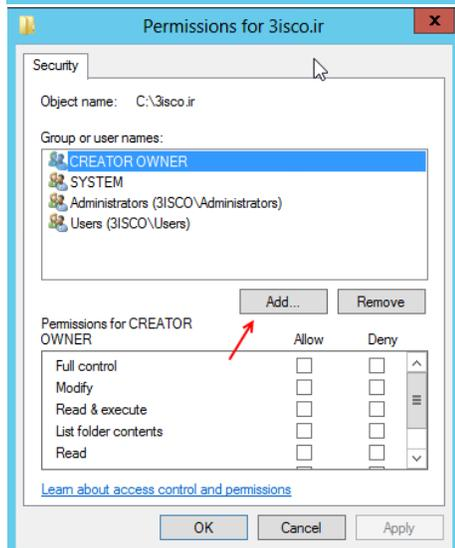 Permissions for 3isco.ir
x
Security
Object name: C:\3isco.ir
Group or user names:
CREATOR OWNER
SYSTEM
Administrators (3ISCO\Administrators)
Users (3ISCO\Users)
Add... Remove
Permissions for CREATOR
OWNER Allow Deny
Full control
Modify
Read & execute
List folder contents
Read
Learn about access control and permissions
OK Cancel Apply